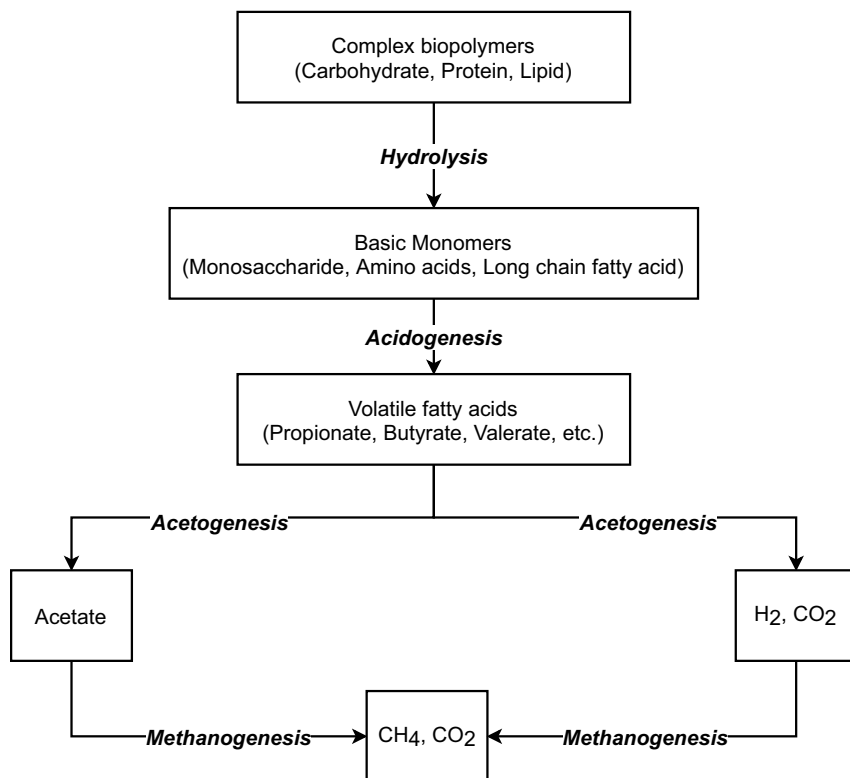 Complex biopolymers
(Carbohydrate, Protein, Lipid)
Hydrolysis
Basic Monomers
(Monosaccharide, Amino acids, Long chain fatty acid)
Acidogenesis
Volatile fatty acids
(Propionate, Butyrate, Valerate, etc.)
Acetogenesis
Acetogenesis
Acetate
H2, CO2
Methanogenesis
CH4, CO2
Methanogenesis